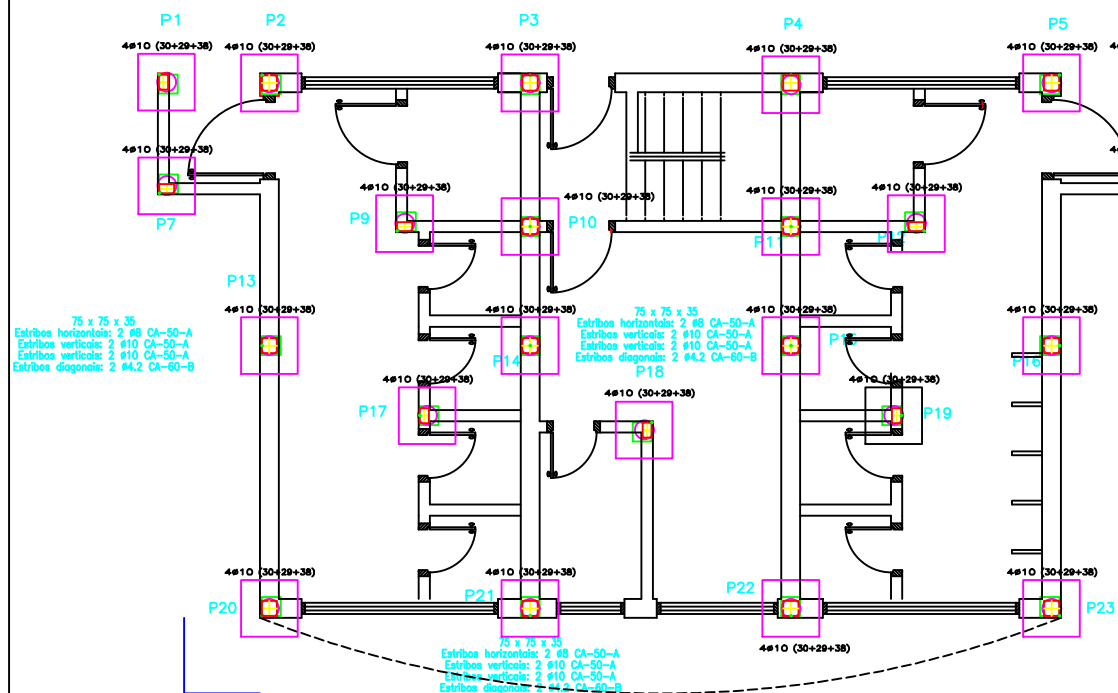 P1
P2
P3
P4
P5
4ø10 (30+29+38)
4ø10 (30+29+38)
4ø10 (30+29+38)
4ø10 (30+29+38)
4ø10 (30+29+38)
4ø10 (30+29+38)
4ø10 (30+29+38)
4ø10 (30+29+38)
4ø10 (30+29+38)
4ø10 (30+29+38)
P7
P9
P10
P11
P13
75 x 75 x 35
Estribos horizontais: 2 ø8 CA-50-A
Estribos verticais: 2 ø10 CA-50-A
Estribos verticais: 2 ø10 CA-50-A
Estribos diagonais: 2 ø4.2 CA-60-B
4ø10 (30+29+38)
4ø10 (30+29+38)
75 x 75 x 35
Estribos horizontais: 2 ø8 CA-50-A
Estribos verticais: 2 ø10 CA-50-A
Estribos verticais: 2 ø10 CA-50-A
Estribos diagonais: 2 ø4.2 CA-60-B
4ø10 (30+29+38)
P14
P15
P16
P18
4ø10 (30+29+38)
4ø10 (30+29+38)
4ø10 (30+29+38)
P17
P19
4ø10 (30+29+38)
4ø10 (30+29+38)
4ø10 (30+29+38)
4ø10 (30+29+38)
P20
P21
P22
P23
75 x 75 x 35
Estribos horizontais: 2 ø8 CA-50-A
Estribos verticais: 2 ø10 CA-50-A
Estribos verticais: 2 ø10 CA-50-A
Estribos diagonais: 2 ø4.2 CA-60-B